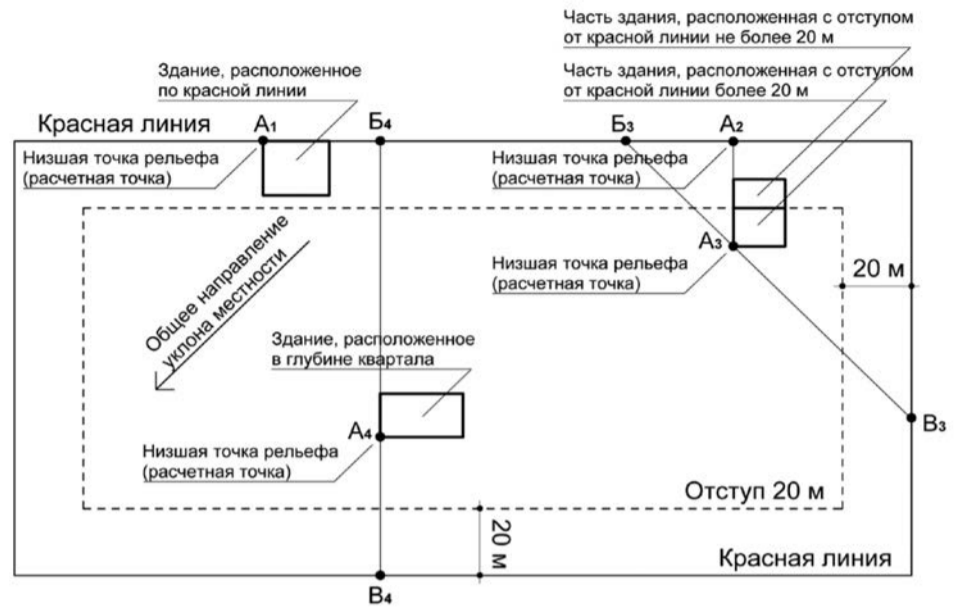 Часть здания, расположенная с отступом
от красной линии не более 20 м
Здание, расположенное
по красной линии
Часть здания, расположенная с отступом
от красной линии более 20 м
Красная линия
А1
Б4
Б3
А2
Низшая точка рельефа
(расчетная точка)
Низшая точка рельефа
(расчетная точка)
А3
Низшая точка рельефа
(расчетная точка)
20 м
Общее направление
уклона местности
Здание, расположенное
в глубине квартала
А4
В3
Низшая точка рельефа
(расчетная точка)
Отступ 20 м
20 м
Красная линия
В4